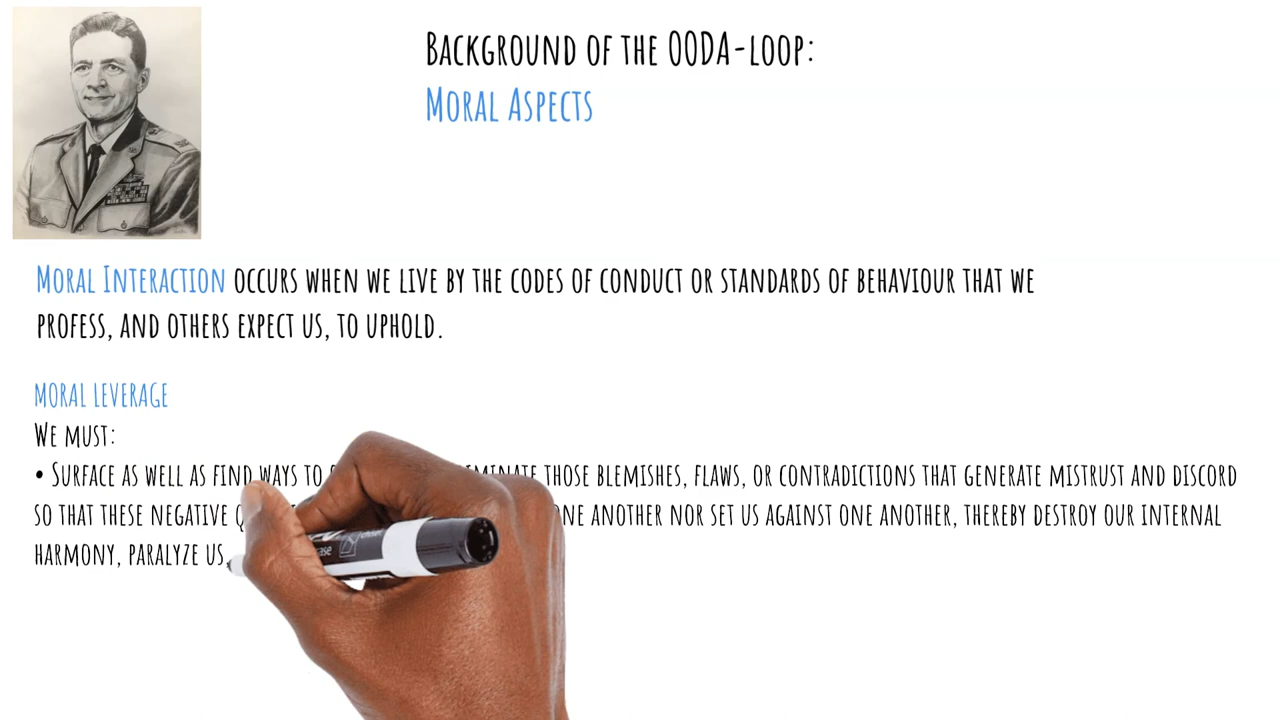 Background of the OODA-loop:
Moral Aspects
Moral Interaction occurs when we live by the codes of conduct or standards of behaviour that we
profess, and others expect us, to uphold.
MORAL LEVERAGE
We must:
• Surface as well as find ways to those blemishes, flaws, or contradictions that generate mistrust and discord
so that these negative one another nor set us against one another, thereby destroy our internal
harmony, paralyze us,